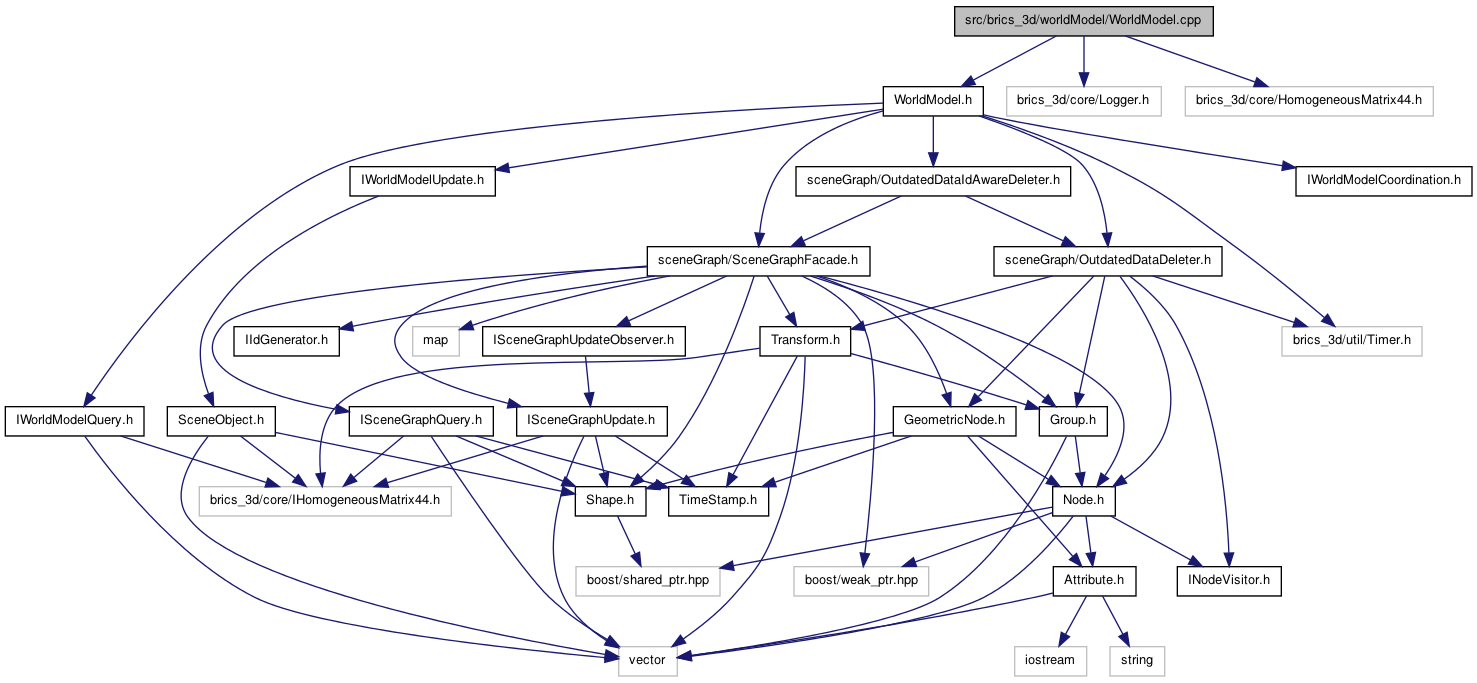 src/brics_3d/worldModel/WorldModel.cpp
WorldModel.h
brics_3d/core/Logger.h
brics_3d/core/HomogeneousMatrix44.h
IWorldModelUpdate.h
sceneGraph/OutdatedDataIdAwareDeleter.h
IWorldModelCoordination.h
sceneGraph/SceneGraphFacade.h
sceneGraph/OutdatedDataDeleter.h
IIdGenerator.h
map
ISceneGraphUpdateObserver.h
Transform.h
brics_3d/util/Timer.h
IWorldModelQuery.h
SceneObject.h
ISceneGraphQuery.h
ISceneGraphUpdate.h
GeometricNode.h
Group.h
brics_3d/core/IHomogeneousMatrix44.h
Shape.h
TimeStamp.h
Node.h
boost/shared_ptr.hpp
boost/weak_ptr.hpp
Attribute.h
INodeVisitor.h
vector
iostream
string